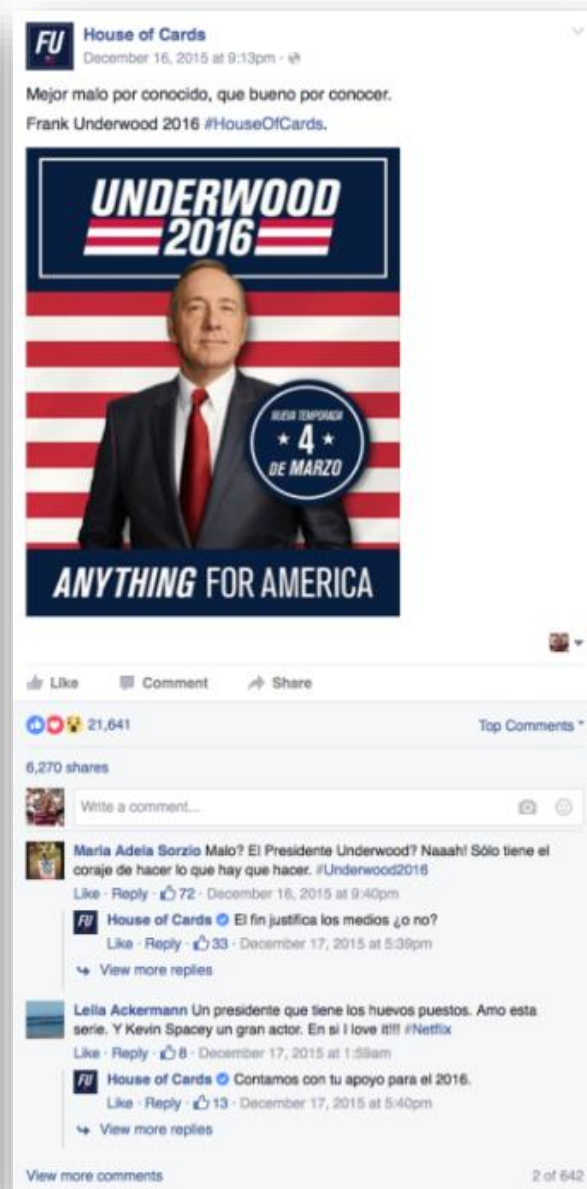 FU
House of Cards
December 16, 2015 at 9:13pm ·
Mejor malo por conocido, que bueno por conocer.
Frank Underwood 2016 #HouseOfCards.
UNDERWOOD
2016
NUEVA TEMPORADA
4
DE MARZO
ANYTHING FOR AMERICA
Like Comment Share
21,641
Top Comments
6,270 shares
Write a comment...
Maria Adela Sorzio Malo? El Presidente Underwood? Naaah! Sólo tiene el
coraje de hacer lo que hay que hacer. #Underwood2016
Like · Reply · 72 · December 16, 2015 at 9:40pm
FU
House of Cards El fin justifica los medios ¿o no?
Like · Reply · 33 · December 17, 2015 at 5:39pm
View more replies
Leila Ackermann Un presidente que tiene los huevos puestos. Amo esta
serie. Y Kevin Spacey un gran actor. En si I love it!!! #Netflix
Like · Reply · 8 · December 17, 2015 at 1:59am
FU
House of Cards Contamos con tu apoyo para el 2016.
Like · Reply · 13 · December 17, 2015 at 5:40pm
View more replies
View more comments
2 of 642